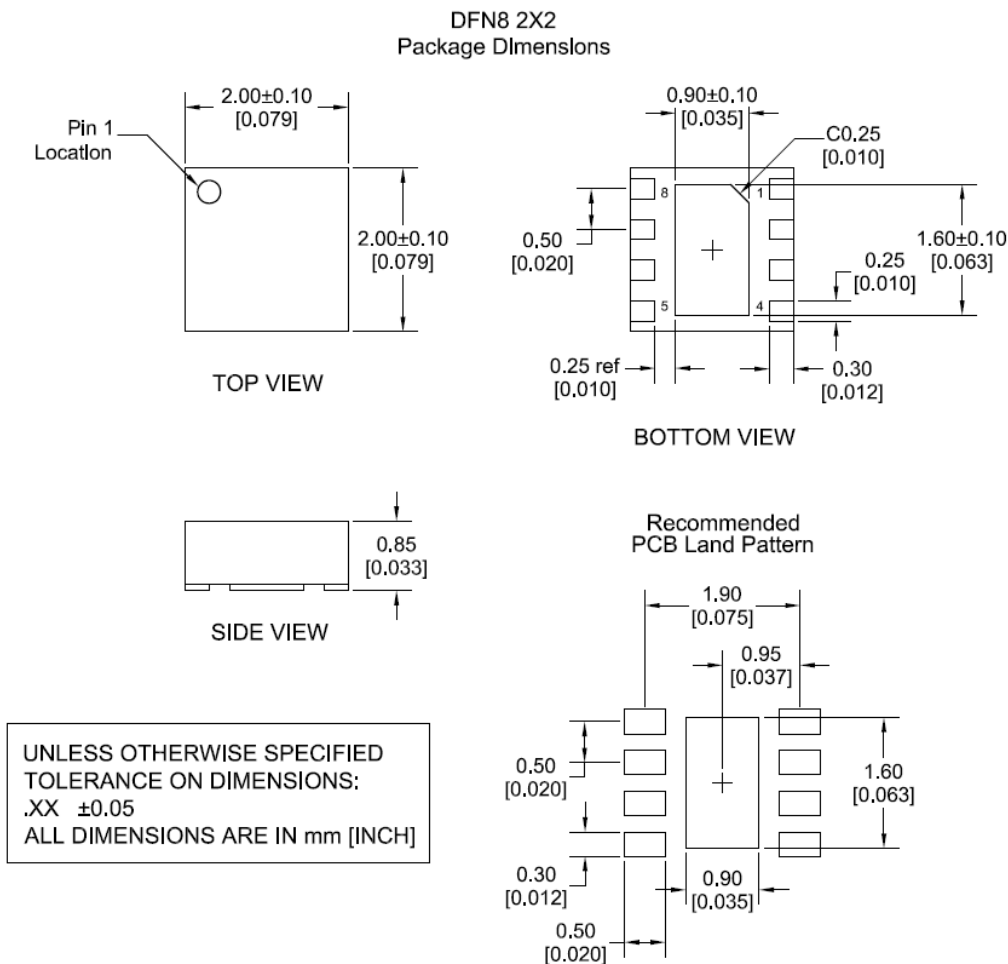 DFN8 2X2
Package Dimensions
2.00±0.10
[0.079]
Pin 1
Location
2.00±0.10
[0.079]
TOP VIEW
0.90±0.10
[0.035]
C0.25
[0.010]
8
1
0.50
[0.020]
1.60±0.10
[0.063]
0.25
[0.010]
5
4
0.25 ref
[0.010]
0.30
[0.012]
BOTTOM VIEW
0.85
[0.033]
SIDE VIEW
Recommended
PCB Land Pattern
1.90
[0.075]
0.95
[0.037]
0.50
[0.020]
1.60
[0.063]
0.30
[0.012]
0.90
[0.035]
0.50
[0.020]
UNLESS OTHERWISE SPECIFIED
TOLERANCE ON DIMENSIONS:
.XX ±0.05
ALL DIMENSIONS ARE IN mm [INCH]